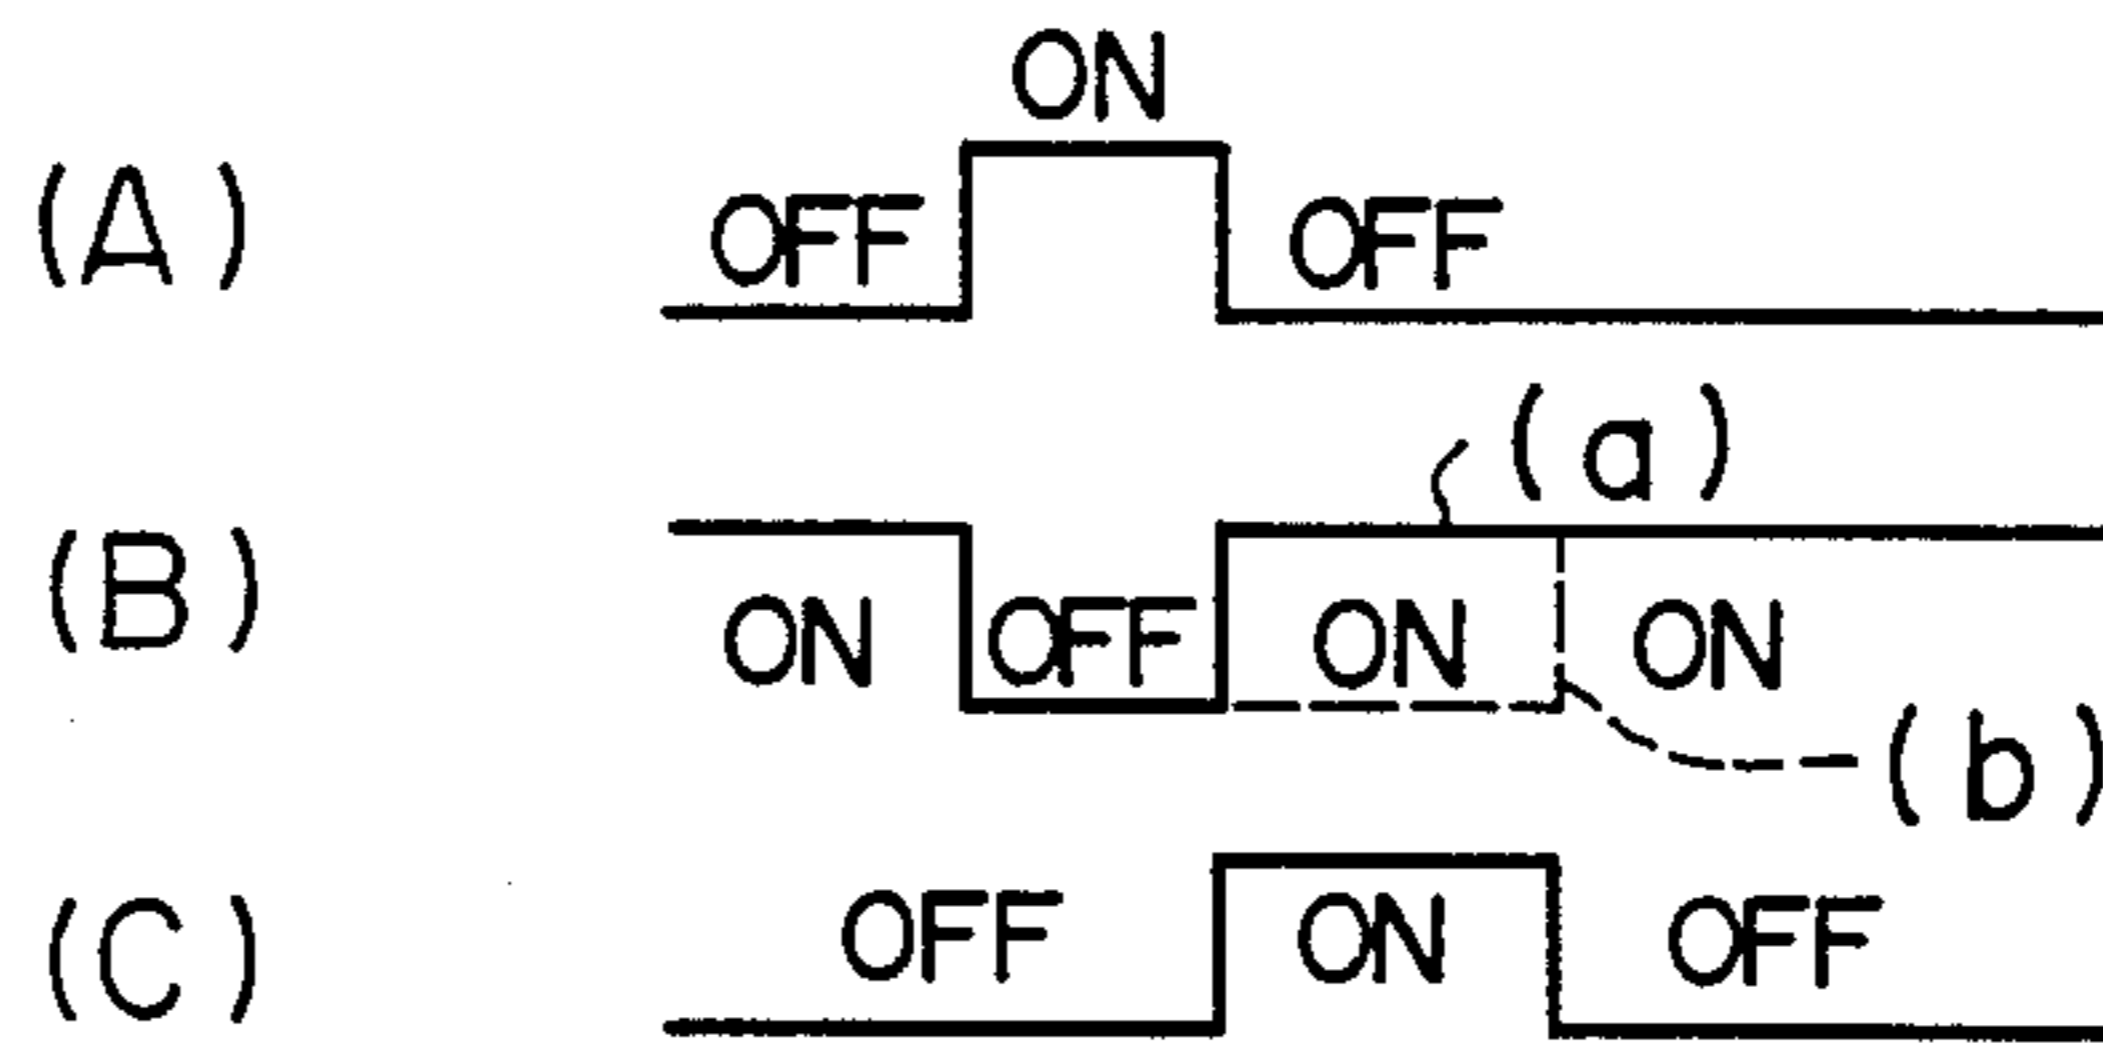 ON
(A) OFF OFF
(a)
(B) ON OFF ON ON
(b)
(C) OFF ON OFF